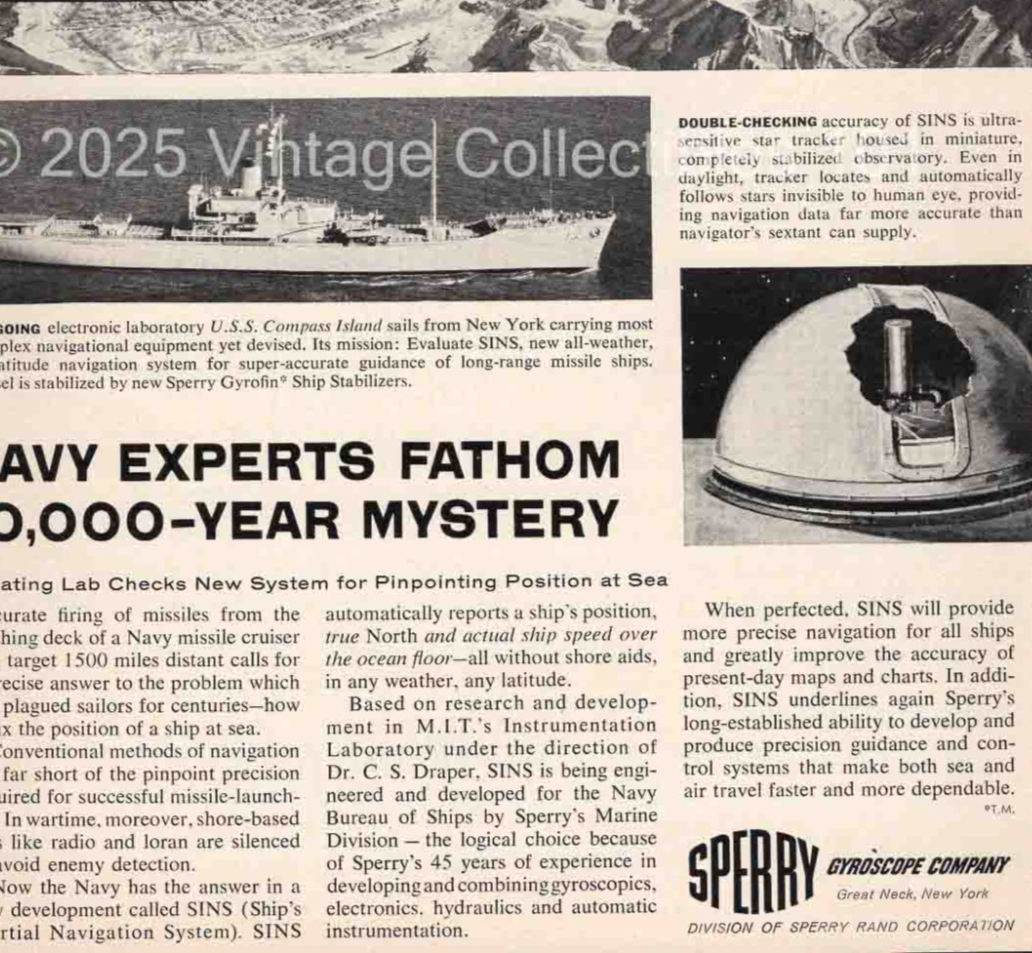 © 2025 Vintage Collect
DOUBLE-CHECKING accuracy of SINS is ultra-
sensitive star tracker housed in miniature,
completely stabilized observatory. Even in
daylight, tracker locates and automatically
follows stars invisible to human eye, provid-
ing navigation data far more accurate than
navigator's sextant can supply.
GOING electronic laboratory U.S.S. Compass Island sails from New York carrying most
plex navigational equipment yet devised. Its mission: Evaluate SINS, new all-weather,
atitude navigation system for super-accurate guidance of long-range missile ships.
el is stabilized by new Sperry Gyrofin* Ship Stabilizers.
AVY EXPERTS FATHOM
0,000-YEAR MYSTERY
ating Lab Checks New System for Pinpointing Position at Sea
urate firing of missiles from the
hing deck of a Navy missile cruiser
target 1500 miles distant calls for
recise answer to the problem which
plagued sailors for centuries—how
x the position of a ship at sea.
onventional methods of navigation
far short of the pinpoint precision
uired for successful missile-launch-
In wartime, moreover, shore-based
s like radio and loran are silenced
avoid enemy detection.
Now the Navy has the answer in a
development called SINS (Ship's
rtial Navigation System). SINS
automatically reports a ship's position,
true North and actual ship speed over
the ocean floor—all without shore aids,
in any weather, any latitude.
Based on research and develop-
ment in M.I.T.'s Instrumentation
Laboratory under the direction of
Dr. C. S. Draper, SINS is being engi-
neered and developed for the Navy
Bureau of Ships by Sperry's Marine
Division — the logical choice because
of Sperry's 45 years of experience in
developing and combining gyroscopics,
electronics, hydraulics and automatic
instrumentation.
When perfected, SINS will provide
more precise navigation for all ships
and greatly improve the accuracy of
present-day maps and charts. In addi-
tion, SINS underlines again Sperry's
long-established ability to develop and
produce precision guidance and con-
trol systems that make both sea and
air travel faster and more dependable.
*T.M.
SPERRY GYROSCOPE COMPANY
Great Neck, New York
DIVISION OF SPERRY RAND CORPORATION